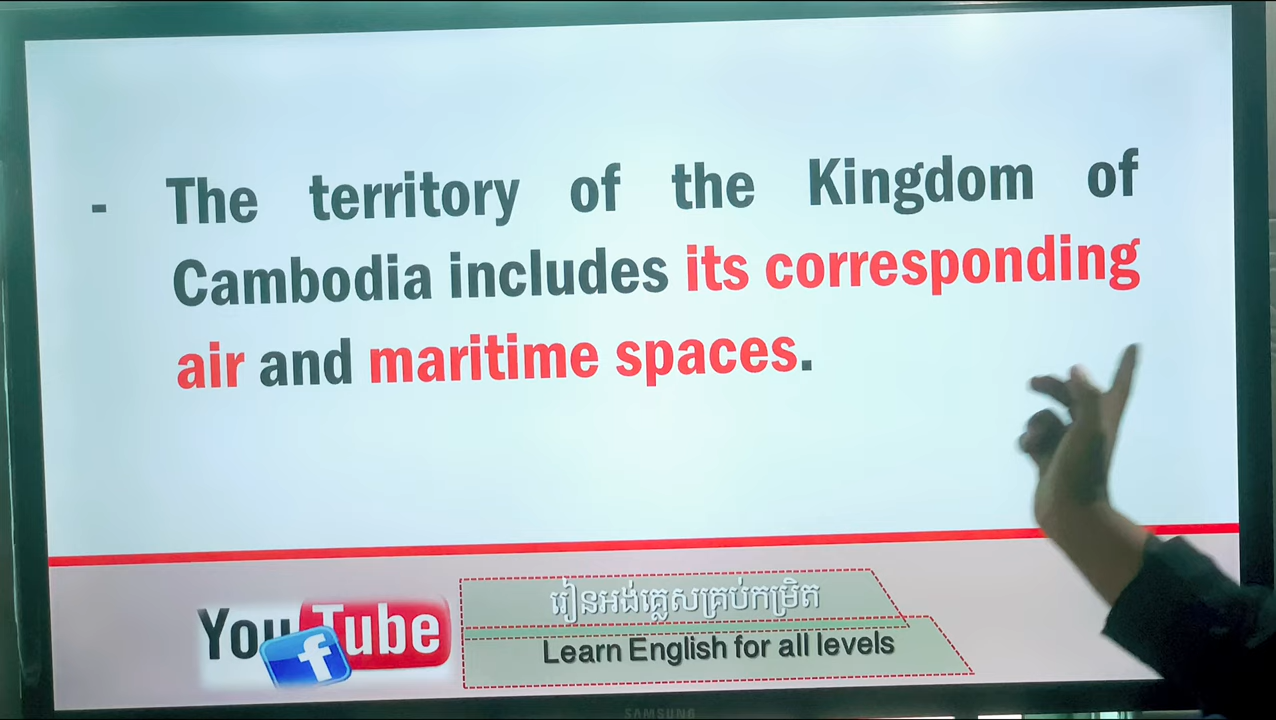 - The territory of the Kingdom of
Cambodia includes its corresponding
air and maritime spaces.
YouTube
f
រៀនអង់គ្លេសគ្រប់កម្រិត
Learn English for all levels
SAMSUNG